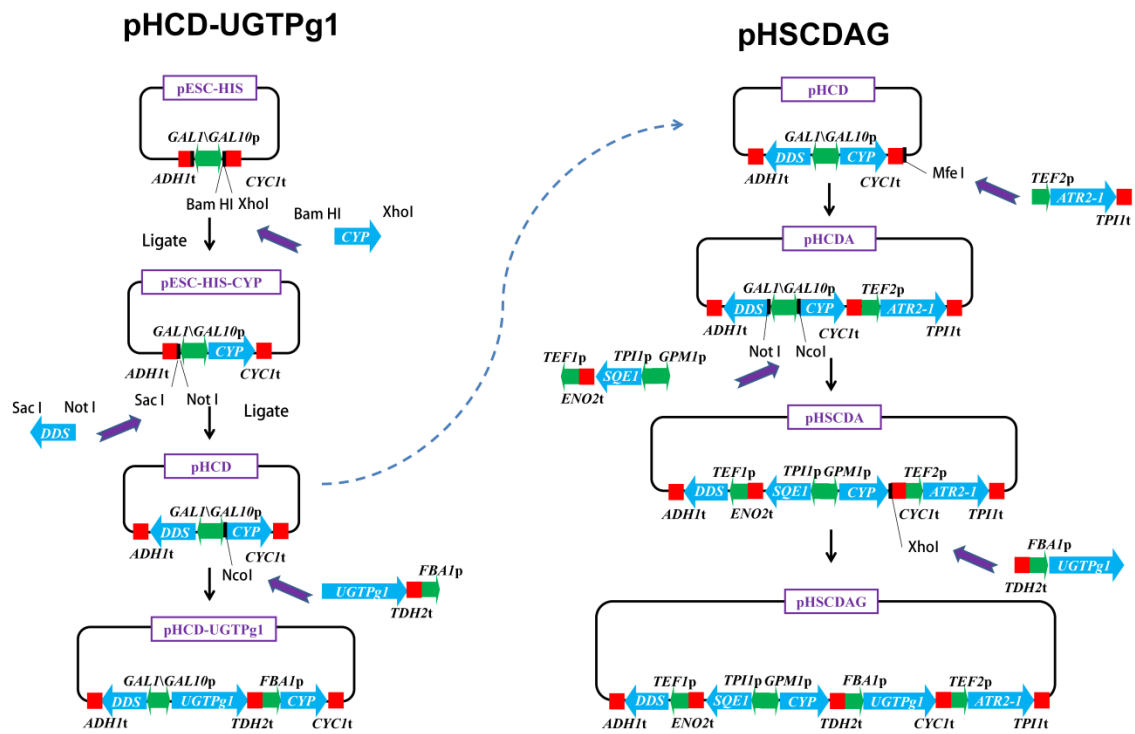 pHCD-UGTPg1
pESC-HIS
GAL1\GAL10p
ADH1t
CYC1t
Bam HI XhoI
Bam HI
XhoI
CYP
Ligate
pESC-HIS-CYP
GAL1\GAL10p
CYP
ADH1t
CYC1t
Sac I
Not I
Sac I
Not I
DDS
Ligate
pHCD
GAL1\GAL10p
DDS
CYP
ADH1t
CYC1t
NcoI
FBA1p
UGTPg1
TDH2t
pHCD-UGTPg1
GAL1\GAL10p
FBA1p
DDS
UGTPg1
CYP
ADH1t
TDH2t
CYC1t
pHSCDAG
pHCD
GAL1\GAL10p
DDS
CYP
ADH1t
CYC1t
Mfe I
TEF2p
ATR2-1
TPI1t
pHCDA
GAL1\GAL10p
TEF2p
DDS
CYP
ATR2-1
ADH1t
CYC1t
TPI1t
Not I
NcoI
TEF1p
TPI1p
GPM1p
SQE1
ENO2t
pHSCDA
TEF1p
TPI1p
GPM1p
TEF2p
DDS
SQE1
CYP
ATR2-1
ADH1t
ENO2t
CYC1t
TPI1t
XhoI
FBA1p
UGTPg1
TDH2t
pHSCDAG
TEF1p
TPI1p
GPM1p
FBA1p
TEF2p
DDS
SQE1
CYP
UGTPg1
ATR2-1
ADH1t
ENO2t
TDH2t
CYC1t
TPI1t